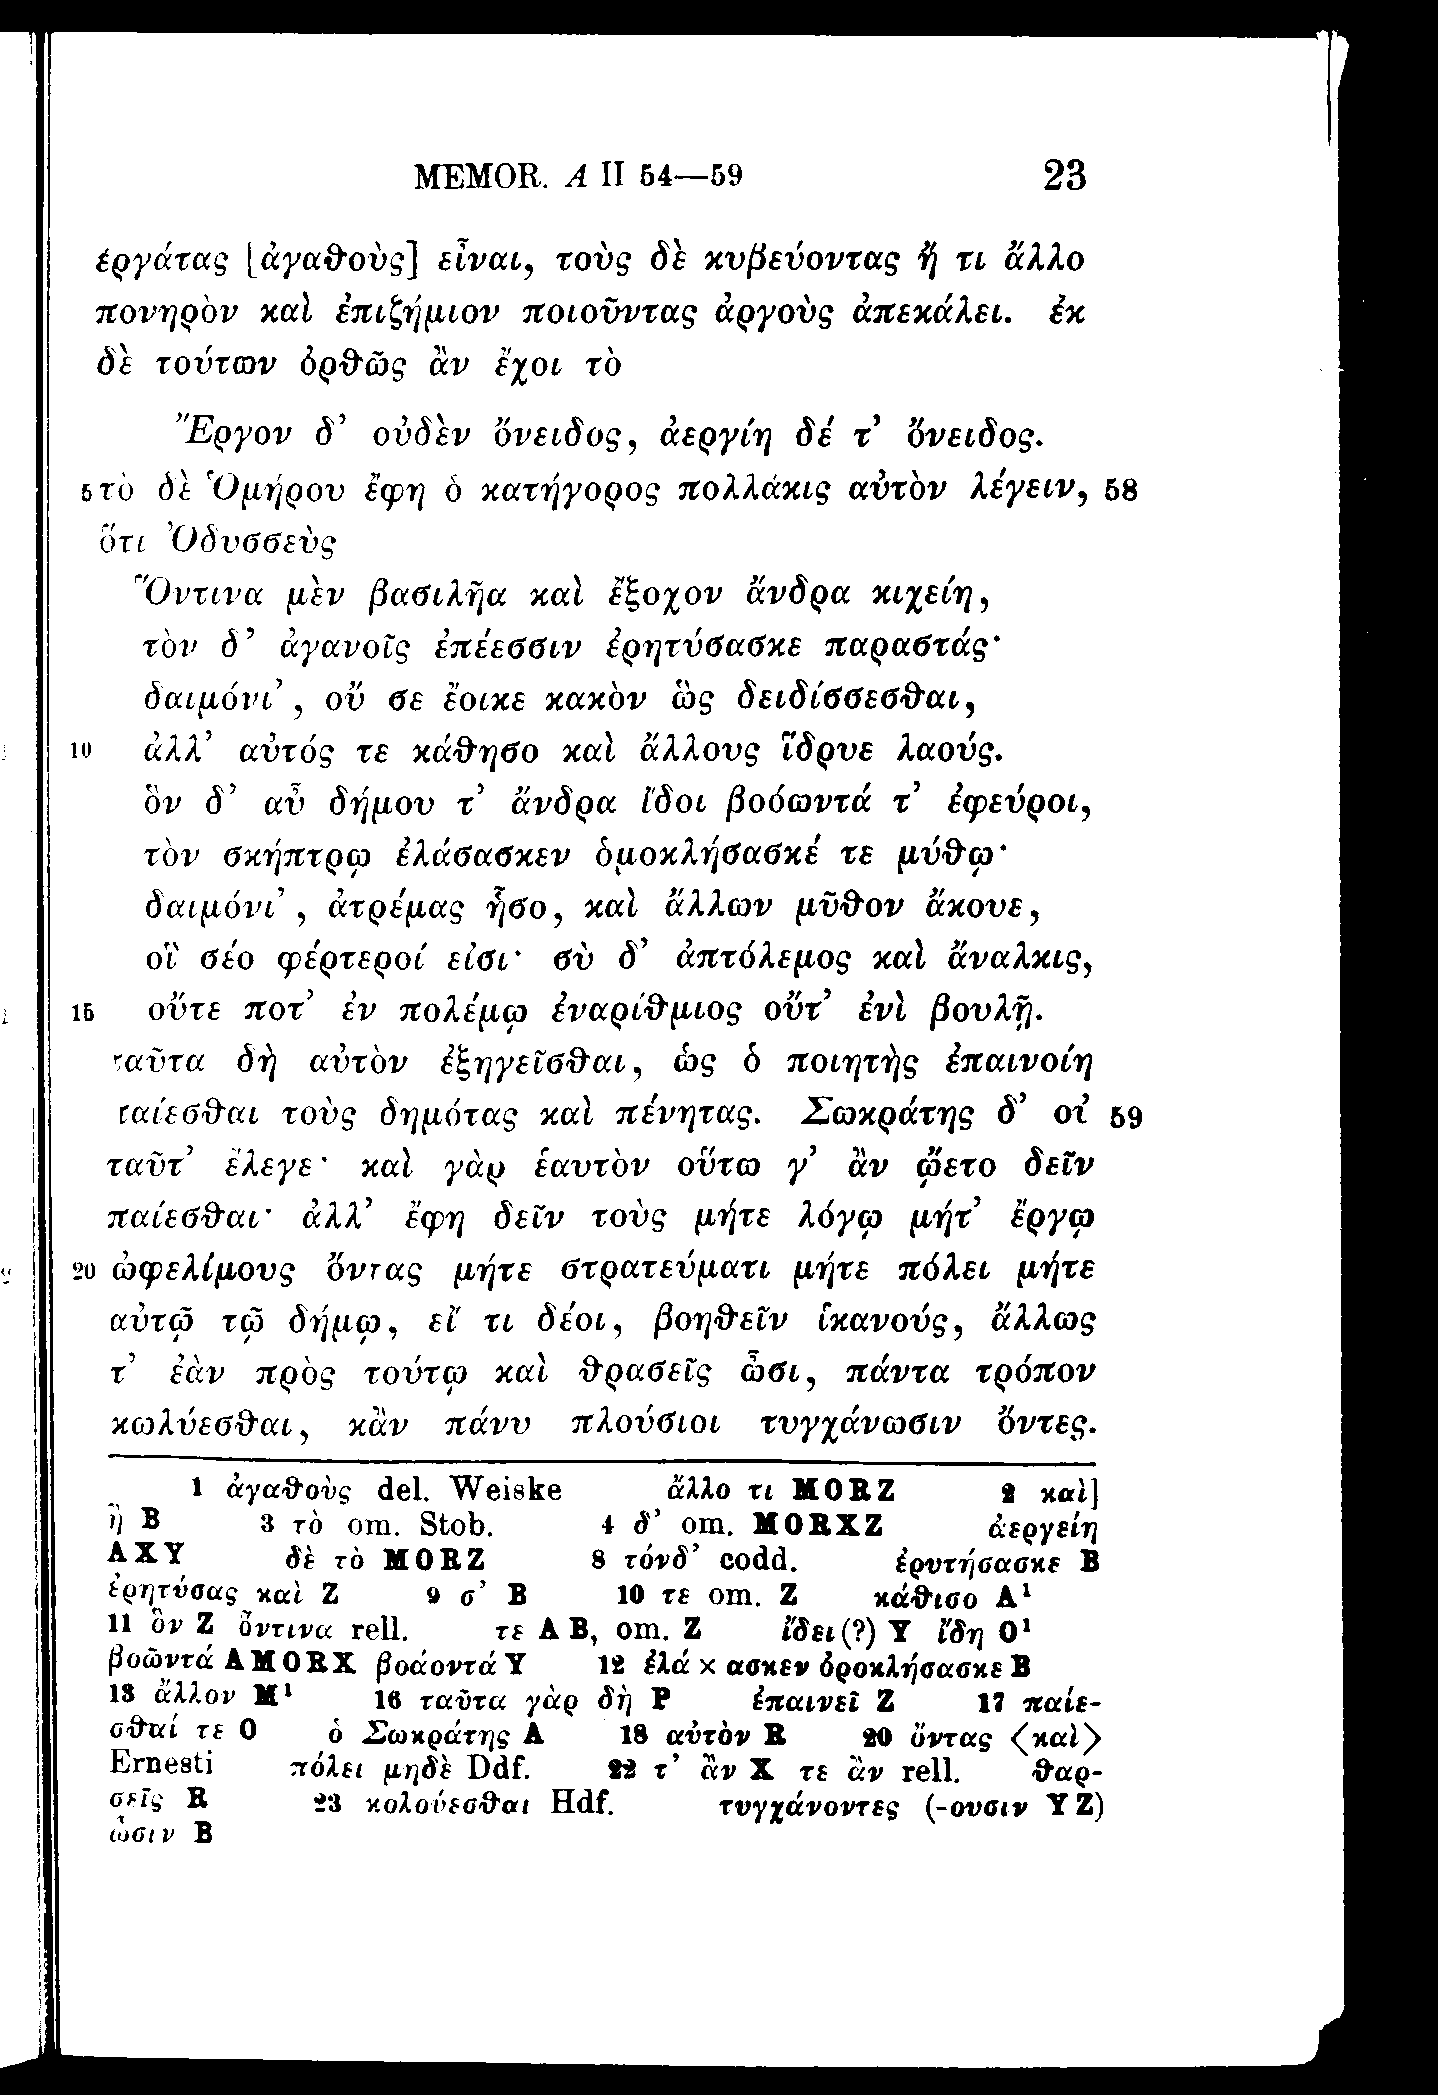 MEMOR. A II 54—59 23
ἐργάτας [ἀγαθοὺς] εἶναι, τοὺς δὲ κυβεύοντας ἤ τι ἄλλο
πονηρὸν καὶ ἐπιζήμιον ποιοῦντας ἀργοὺς ἀπεκάλει. ἐκ
δὲ τούτων ὀρθῶς ἂν ἔχοι τὸ
Ἔργον δ’ οὐδὲν ὄνειδος, ἀεργίη δέ τ’ ὄνειδος.
5 τὸ δὲ Ὁμήρου ἔφη ὁ κατήγορος πολλάκις αὐτὸν λέγειν, 58
ὅτι Ὀδυσσεὺς
Ὅντινα μὲν βασιλῆα καὶ ἔξοχον ἄνδρα κιχείη,
τὸν δ’ ἀγανοῖς ἐπέεσσιν ἐρητύσασκε παραστάς·
δαιμόνι’, οὔ σε ἔοικε κακὸν ὣς δειδίσσεσθαι,
10 ἀλλ’ αὐτός τε κάθησο καὶ ἄλλους ἵδρυε λαούς.
ὃν δ’ αὖ δήμου τ’ ἄνδρα ἴδοι βοόωντά τ’ ἐφεύροι,
τὸν σκήπτρῳ ἐλάσασκεν ὁμοκλήσασκέ τε μύθῳ·
δαιμόνι’, ἀτρέμας ἧσο, καὶ ἄλλων μῦθον ἄκουε,
οἳ σέο φέρτεροί εἰσι· σὺ δ’ ἀπτόλεμος καὶ ἄναλκις,
15 οὔτε ποτ’ ἐν πολέμῳ ἐναρίθμιος οὔτ’ ἐνὶ βουλῇ.
ταῦτα δὴ αὐτὸν ἐξηγεῖσθαι, ὡς ὁ ποιητὴς ἐπαινοίη
παίεσθαι τοὺς δημότας καὶ πένητας. Σωκράτης δ’ οὐ 59
ταῦτ’ ἔλεγε· καὶ γὰρ ἑαυτὸν οὕτω γ’ ἂν ᾤετο δεῖν
παίεσθαι· ἀλλ’ ἔφη δεῖν τοὺς μήτε λόγῳ μήτ’ ἔργῳ
20 ὠφελίμους ὄντας μήτε στρατεύματι μήτε πόλει μήτε
αὐτῷ τῷ δήμῳ, εἴ τι δέοι, βοηθεῖν ἱκανούς, ἄλλως
τ’ ἐὰν πρὸς τούτῳ καὶ θρασεῖς ὦσι, πάντα τρόπον
κωλύεσθαι, κἂν πάνυ πλούσιοι τυγχάνωσιν ὄντες.
1 ἀγαθοὺς del. Weiske ἄλλο τι MORZ 2 καὶ]
ἢ B 3 τὸ om. Stob. 4 δ’ om. MORXZ ἀεργείη
AXY δὲ τὸ MORZ 8 τόνδ’ codd. ἐρυτήσασκε B
ἐρητύσας καὶ Z 9 σ’ B 10 τε om. Z κάθισο A¹
11 ὃν Z ὅντινα rell. τε AB, om. Z ἴδει(?) Y ἴδη O¹
βοῶντά AMORX βοάοντά Y 12 ἐλά x ασκεν ὁροκλήσασκε B
13 ἄλλον M¹ 16 ταῦτα γὰρ δὴ P ἐπαινεῖ Z 17 παίε-
σθαί τε O ὁ Σωκράτης A 18 αὐτὸν R 20 ὄντας ⟨καὶ⟩
Ernesti πόλει μηδὲ Ddf. 22 τ’ ἂν X τε ἂν rell. θαρ-
σεῖς R 23 κολούεσθαι Hdf. τυγχάνοντες (-ουσιν YZ)
ὦσιν B